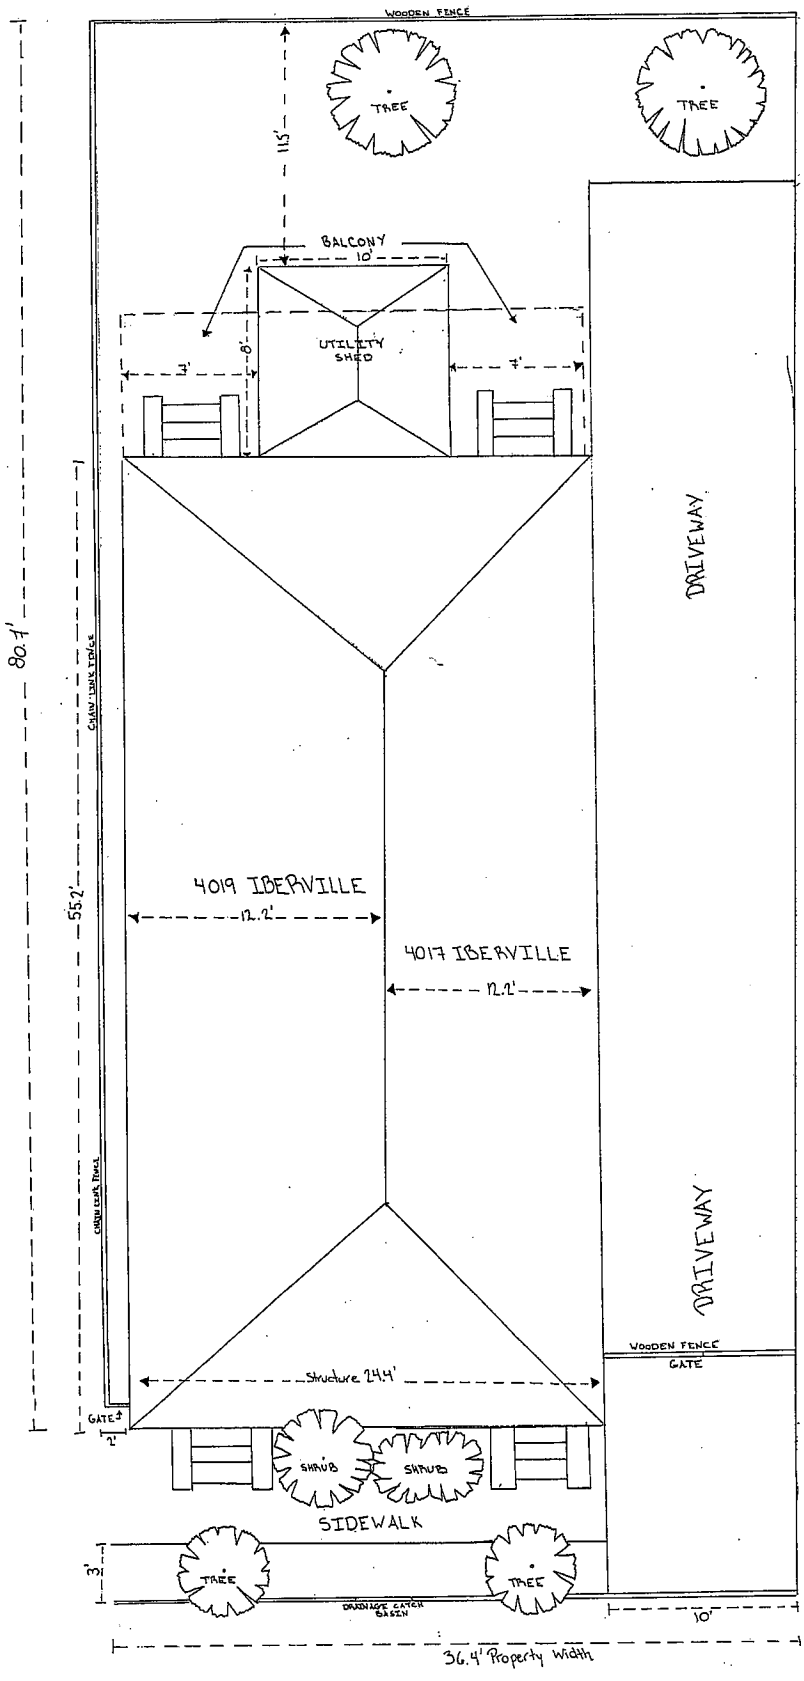 WOODEN FENCE
TREE
TREE
11.5'
BALCONY
10'
8'
UTILITY
SHED
7'
7'
DRIVEWAY
80.7'
CHAIN LINK FENCE
4019 IBERVILLE
12.2'
55.2'
4017 IBERVILLE
12.2'
CHAIN LINK FENCE
DRIVEWAY
WOODEN FENCE
GATE
Structure 24.4'
GATE
2'
SHRUB
SHRUB
SIDEWALK
3'
TREE
TREE
DRAINAGE CATCH
BASIN
10'
36.4' Property Width